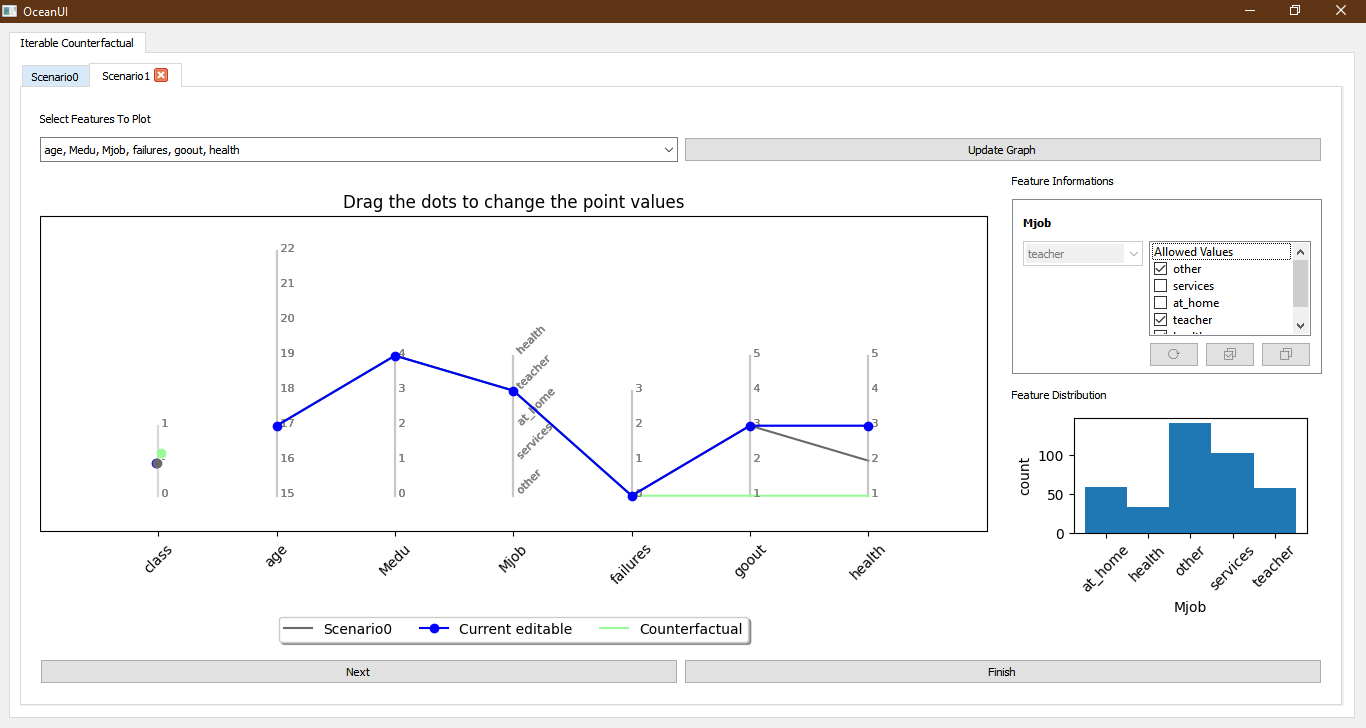 OceanUI
Iterable Counterfactual
Scenario0 Scenario1
Select Features To Plot
age, Medu, Mjob, failures, goout, health
Update Graph
Drag the dots to change the point values
1
0
22
21
20
19
18
17
16
15
4
3
2
1
0
health
teacher
at_home
services
other
3
2
1
0
5
4
3
2
1
5
4
3
2
1
class age Medu Mjob failures goout health
Scenario0 Current editable Counterfactual
Feature Informations
Mjob
teacher
Allowed Values
other
services
at_home
teacher
Feature Distribution
count
100
50
0
at_home health other services teacher
Mjob
Next
Finish